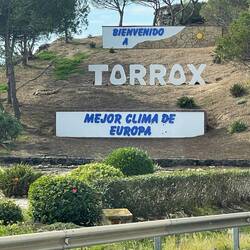 BIENVENIDO
A
TORROX
MEJOR CLIMA DE
EUROPA